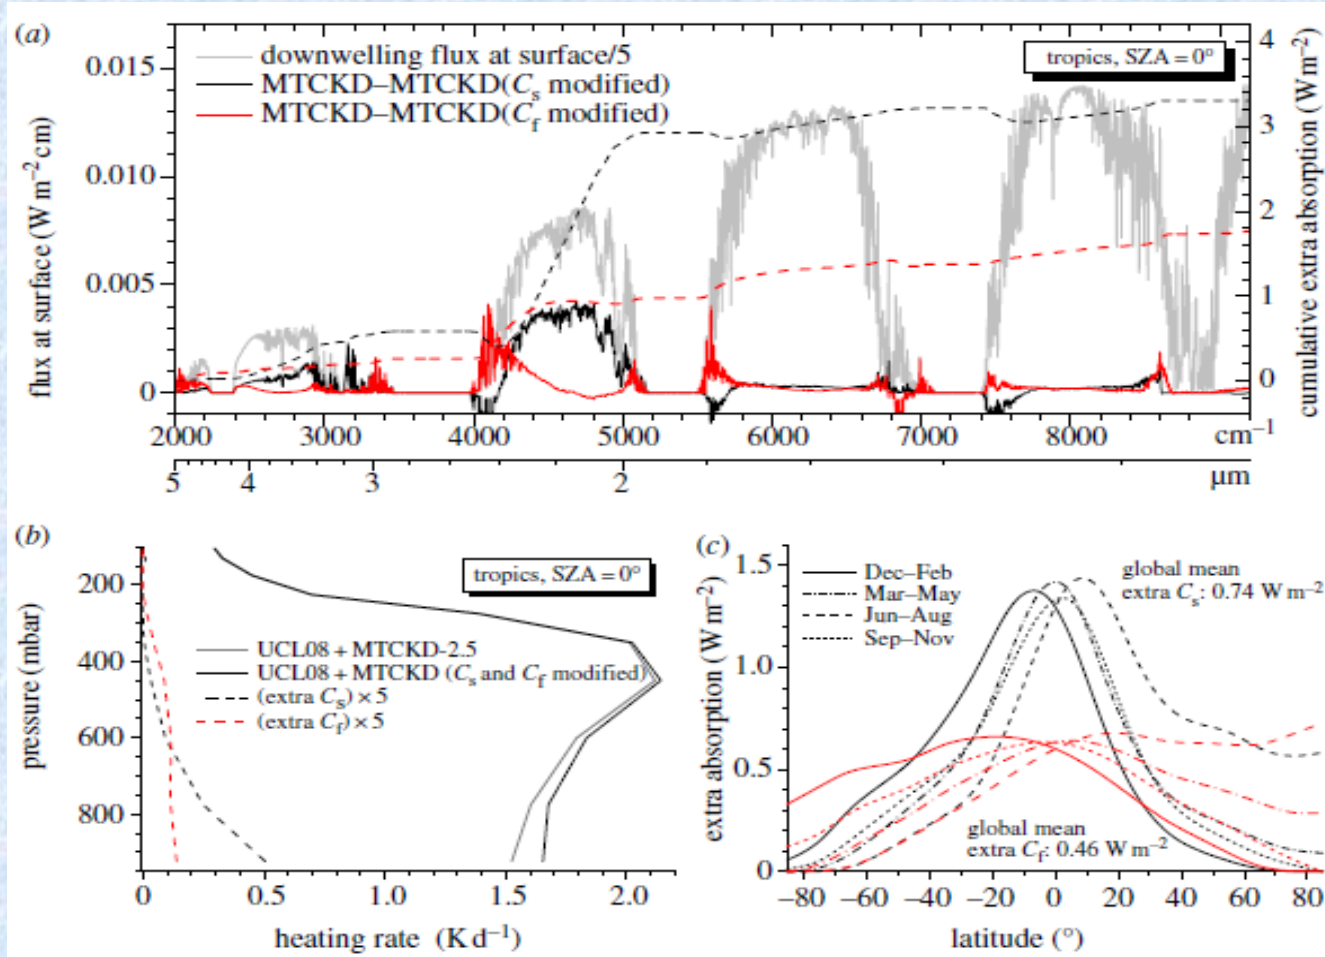 (a)
downwelling flux at surface/5
MTCKD–MTCKD(Cs modified)
MTCKD–MTCKD(Cf modified)
tropics, SZA = 0°
flux at surface (W m−2 cm)
0.015
0.010
0.005
0
cumulative extra absorption (W m−2)
4
3
2
1
0
2000 3000 4000 5000 6000 7000 8000 cm−1
5 4 3 2 μm
(b)
tropics, SZA = 0°
UCL08 + MTCKD-2.5
UCL08 + MTCKD (Cs and Cf modified)
(extra Cs) × 5
(extra Cf) × 5
pressure (mbar)
200
400
600
800
0 0.5 1.0 1.5 2.0
heating rate (K d−1)
(c)
Dec–Feb
Mar–May
Jun–Aug
Sep–Nov
global mean
extra Cs: 0.74 W m−2
global mean
extra Cf: 0.46 W m−2
extra absorption (W m−2)
1.5
1.0
0.5
0
−80 −60 −40 −20 0 20 40 60 80
latitude (°)